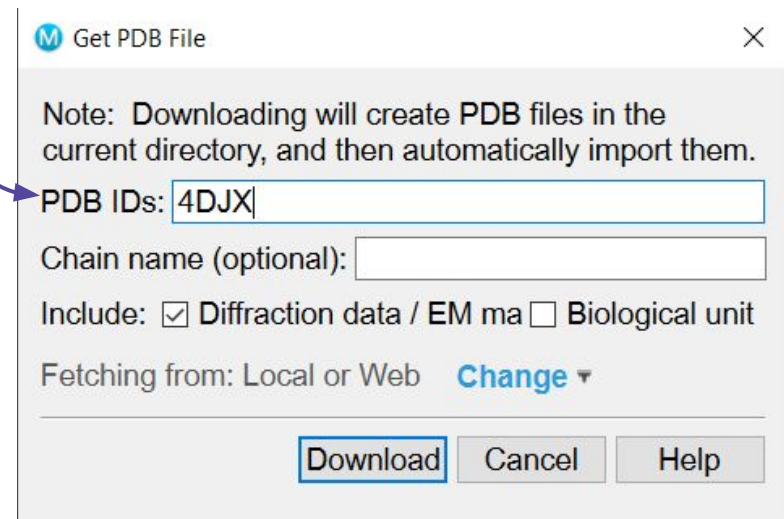 M Get PDB File
Note: Downloading will create PDB files in the
current directory, and then automatically import them.
PDB IDs: 4DJX
Chain name (optional):
Include: Diffraction data / EM ma Biological unit
Fetching from: Local or Web Change
Download Cancel Help